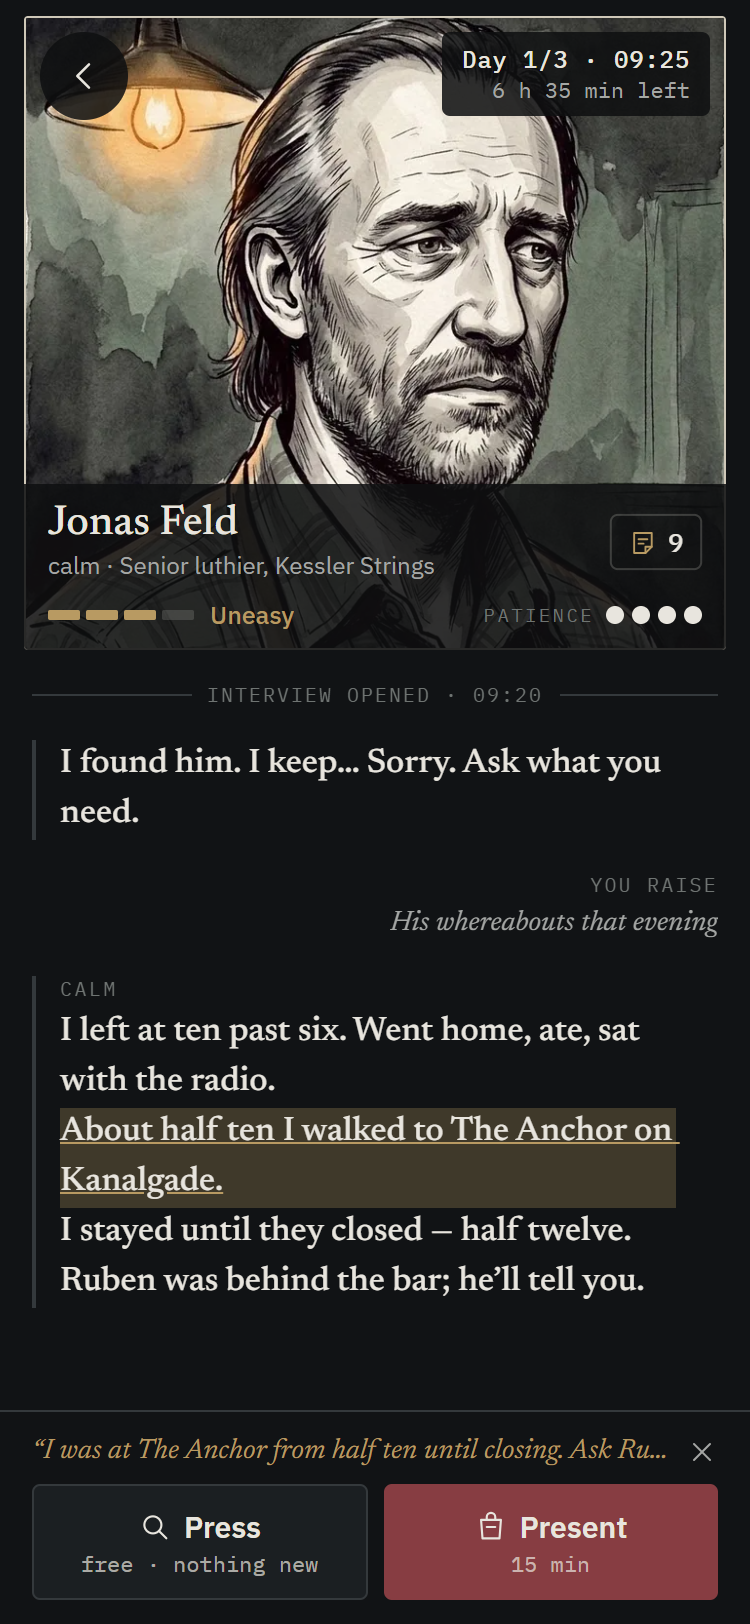 Day 1/3 · 09:25
6 h 35 min left
Jonas Feld
9
calm · Senior luthier, Kessler Strings
Uneasy
PATIENCE
INTERVIEW OPENED · 09:20
I found him. I keep... Sorry. Ask what you
need.
YOU RAISE
His whereabouts that evening
CALM
I left at ten past six. Went home, ate, sat
with the radio.
About half ten I walked to The Anchor on
Kanalgade.
I stayed until they closed – half twelve.
Ruben was behind the bar; he’ll tell you.
“I was at The Anchor from half ten until closing. Ask Ru...
Press
free · nothing new
Present
15 min